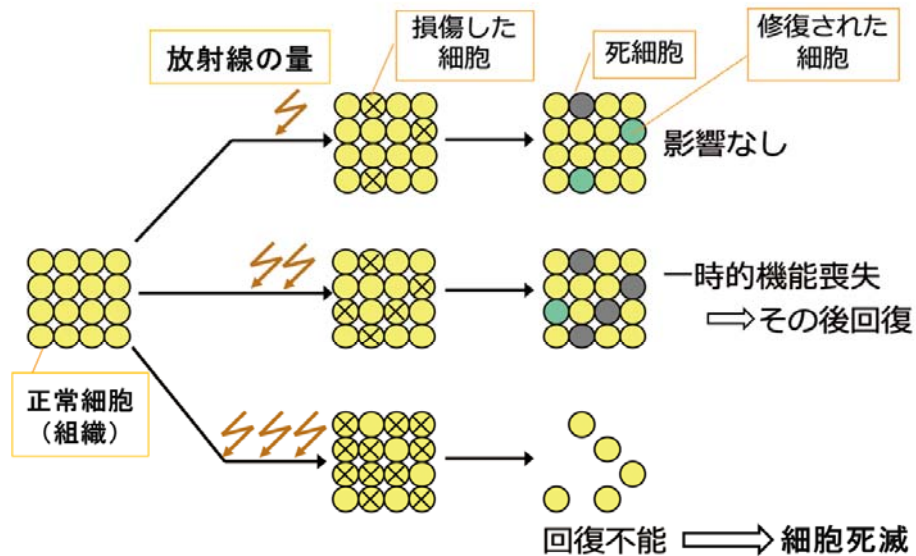 放射線の量
損傷した
細胞
死細胞
修復された
細胞
影響なし
一時的機能喪失
⇨その後回復
正常細胞
（組織）
回復不能 ⇨ 細胞死滅